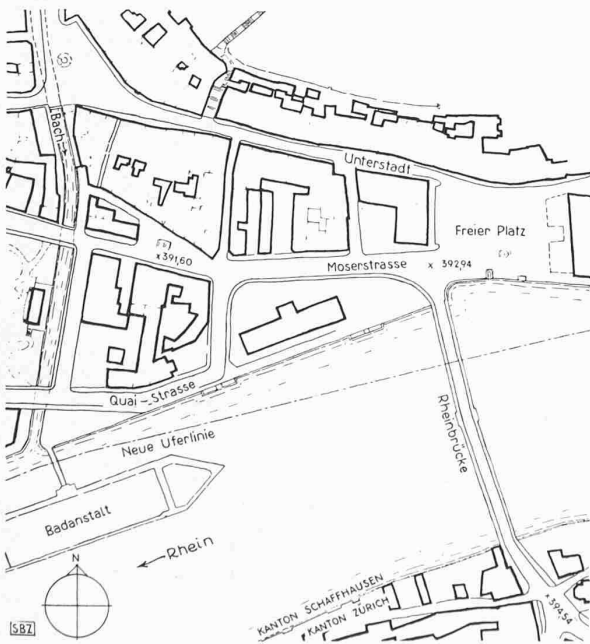 Bach
Unterstadt
Freier Platz
x 391,60
Moserstrasse x 392,94
Quai-Strasse
Neue Uferlinie
Rheinbrücke
Badanstalt
Rhein
N
KANTON SCHAFFHAUSEN
KANTON ZÜRICH
x 394,54
SBZ